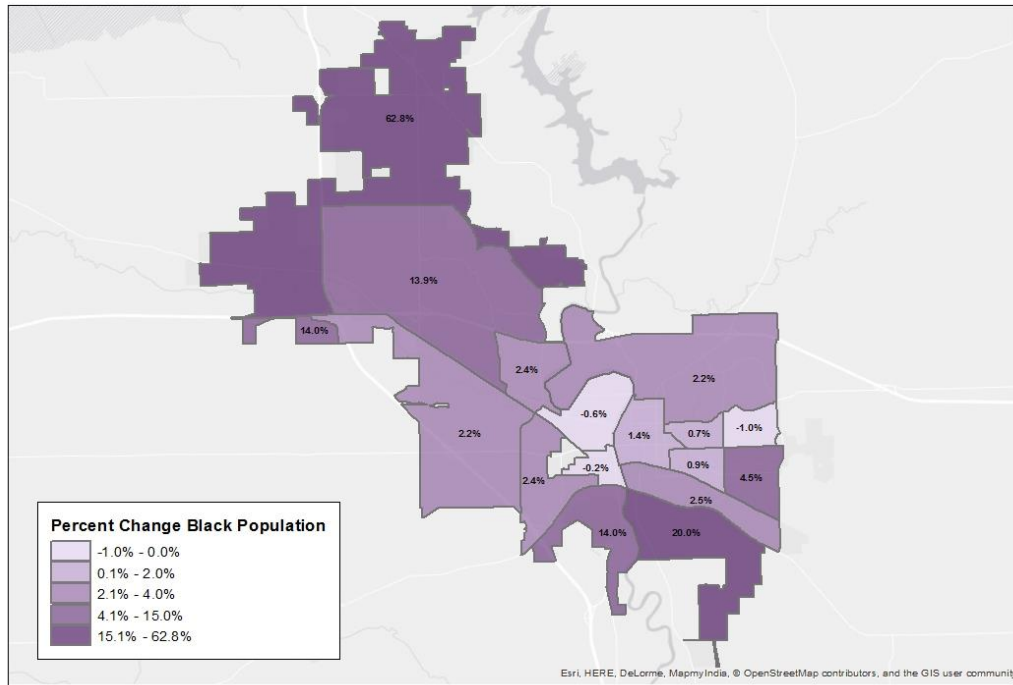 62.8%
13.9%
14.0%
2.4%
2.2%
-0.6%
2.2%
1.4%
0.7%
-1.0%
-0.2%
0.9%
4.5%
2.4%
2.5%
14.0%
20.0%
Percent Change Black Population
-1.0% - 0.0%
0.1% - 2.0%
2.1% - 4.0%
4.1% - 15.0%
15.1% - 62.8%
Esri, HERE, DeLorme, MapmyIndia, © OpenStreetMap contributors, and the GIS user community